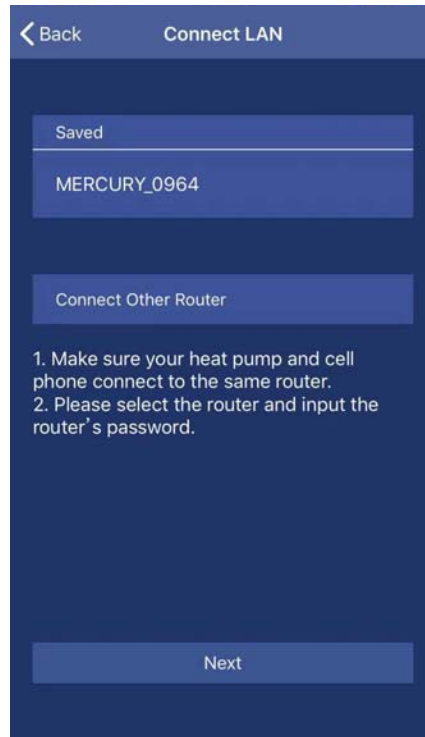 Back
Connect LAN
Saved
MERCURY_0964
Connect Other Router
1. Make sure your heat pump and cell
phone connect to the same router.
2. Please select the router and input the
router's password.
Next